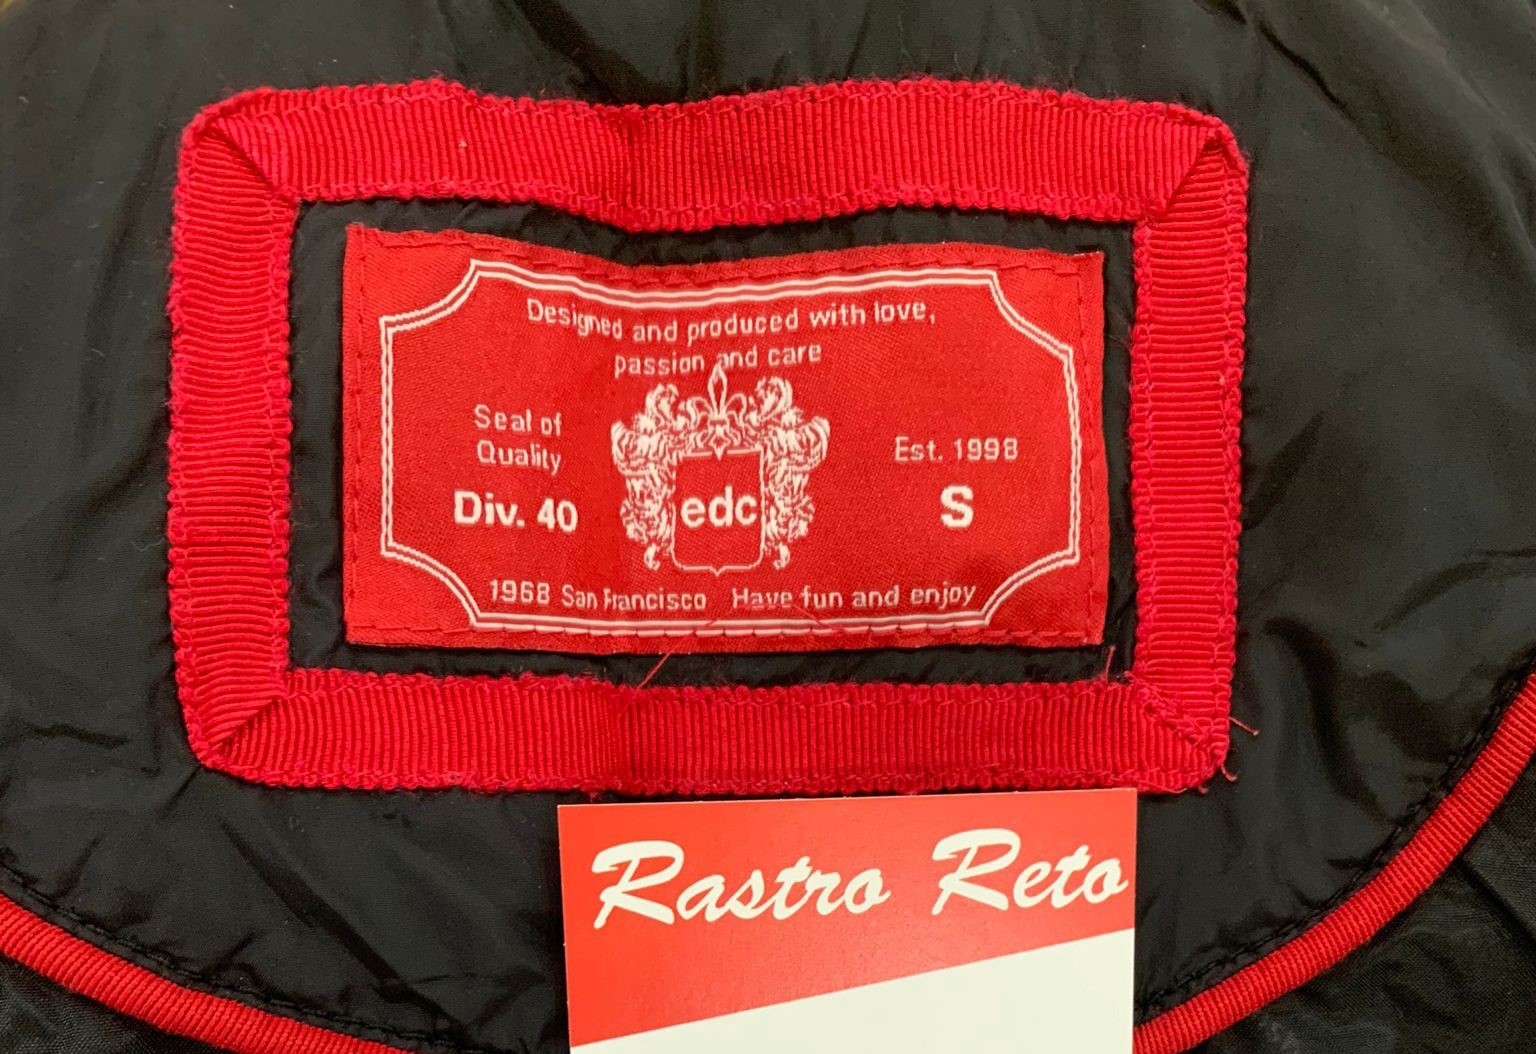 Designed and produced with love,
passion and care
Seal of
Quality
Div. 40
edc
Est. 1998
S
1968 San Francisco Have fun and enjoy
Rastro Reto